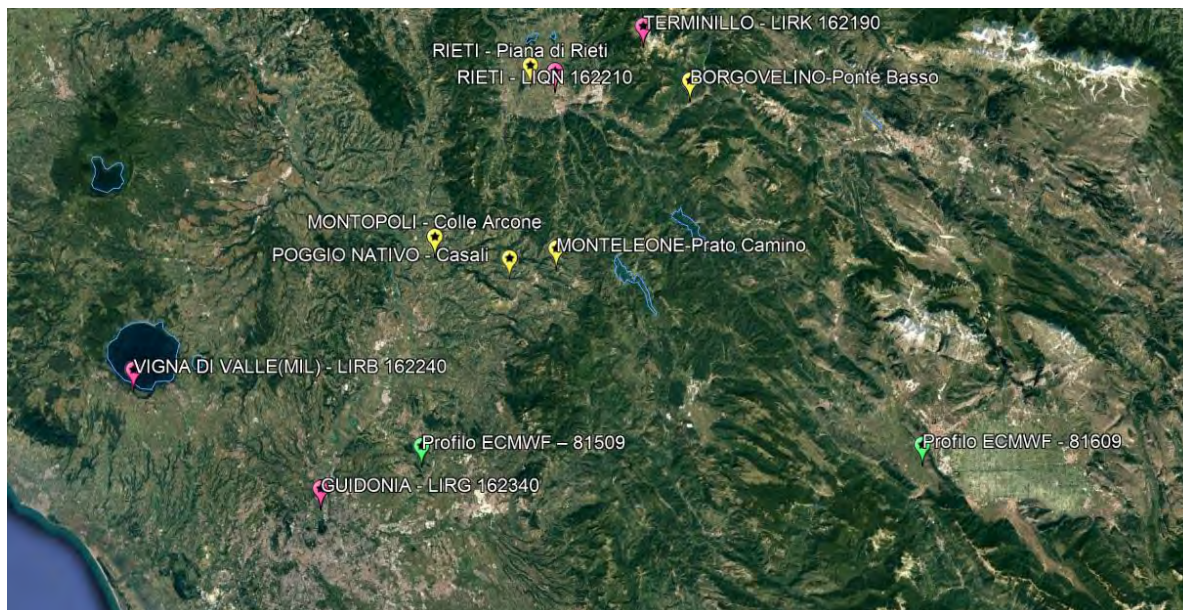 TERMINILLO - LIRK 162190
RIETI - Piana di Rieti
RIETI - LIQN 162210
BORGOVELINO-Ponte Basso
MONTOPOLI - Colle Arcone
MONTELEONE-Prato Camino
POGGIO NATIVO - Casali
VIGNA DI VALLE(MIL) - LIRB 162240
Profilo ECMWF – 81509
Profilo ECMWF - 81609
GUIDONIA - LIRG 162340